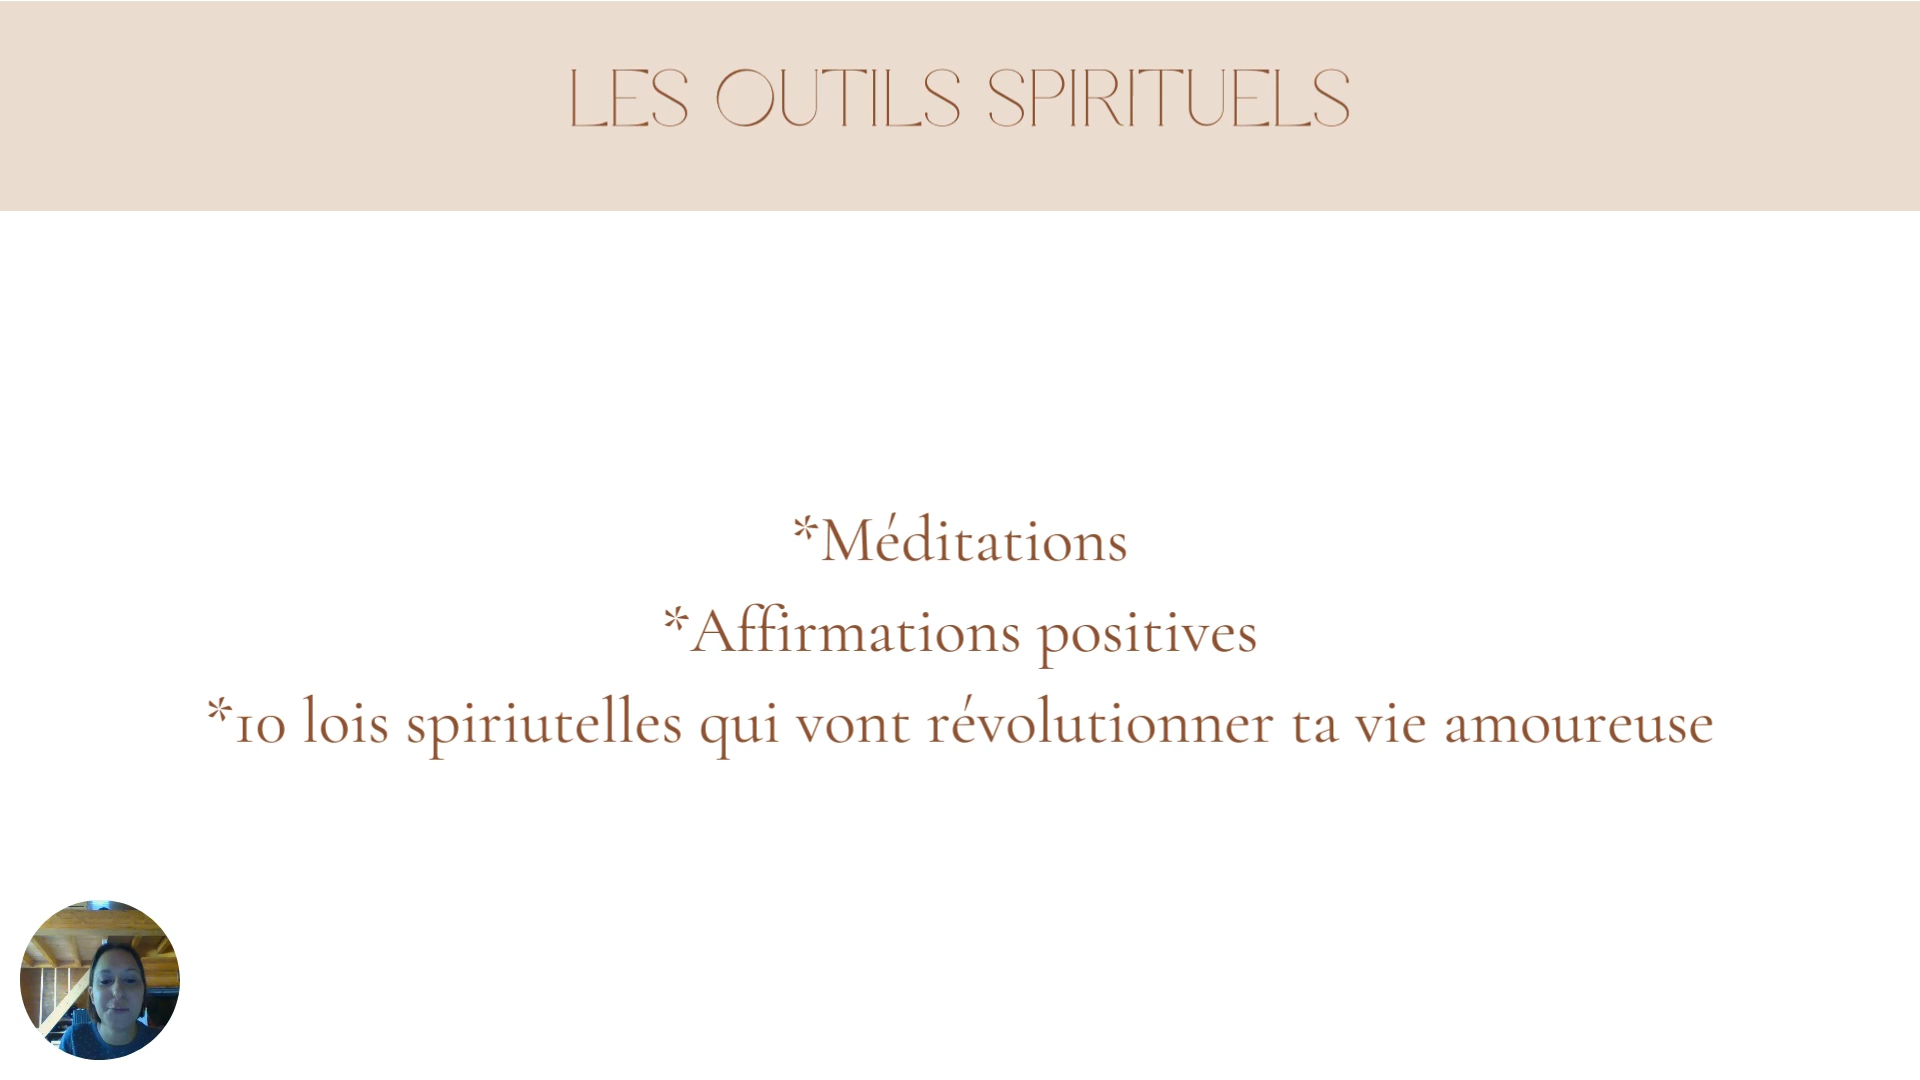 LES OUTILS SPIRITUELS
*Méditations
*Affirmations positives
*10 lois spiriutelles qui vont révolutionner ta vie amoureuse